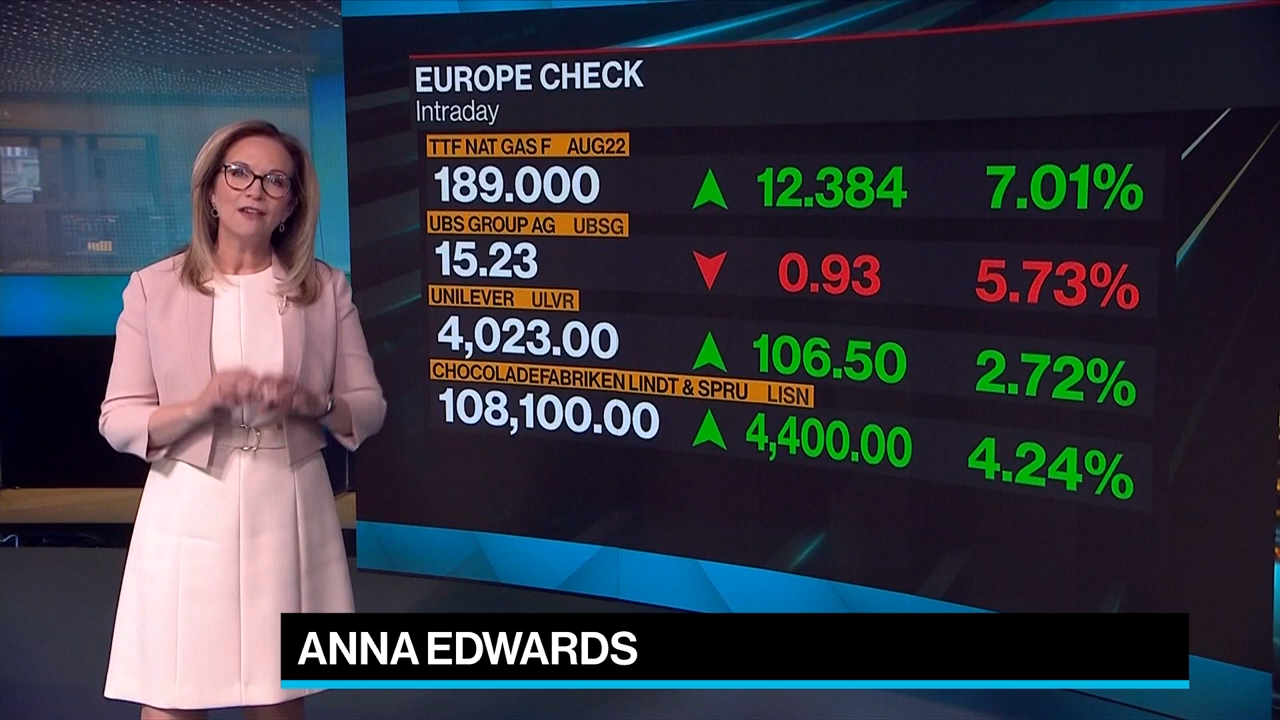 EUROPE CHECK
Intraday
TTF NAT GAS F AUG22
189.000 ▲ 12.384 7.01%
UBS GROUP AG UBSG
15.23 ▼ 0.93 5.73%
UNILEVER ULVR
4,023.00 ▲ 106.50 2.72%
CHOCOLADEFABRIKEN LINDT & SPRU LISN
108,100.00 ▲ 4,400.00 4.24%
ANNA EDWARDS